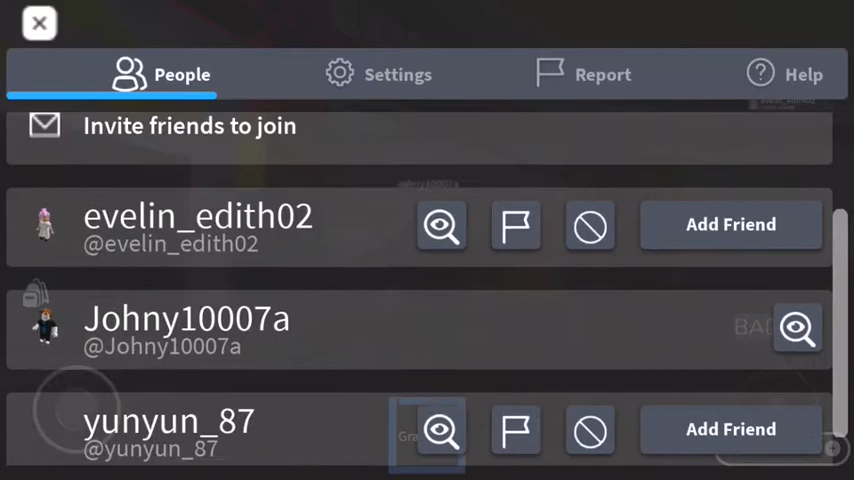 People
Settings
Report
Help
Invite friends to join
evelin_edith02
@evelin_edith02
Add Friend
Johny10007a
@Johny10007a
yunyun_87
@yunyun_87
Add Friend